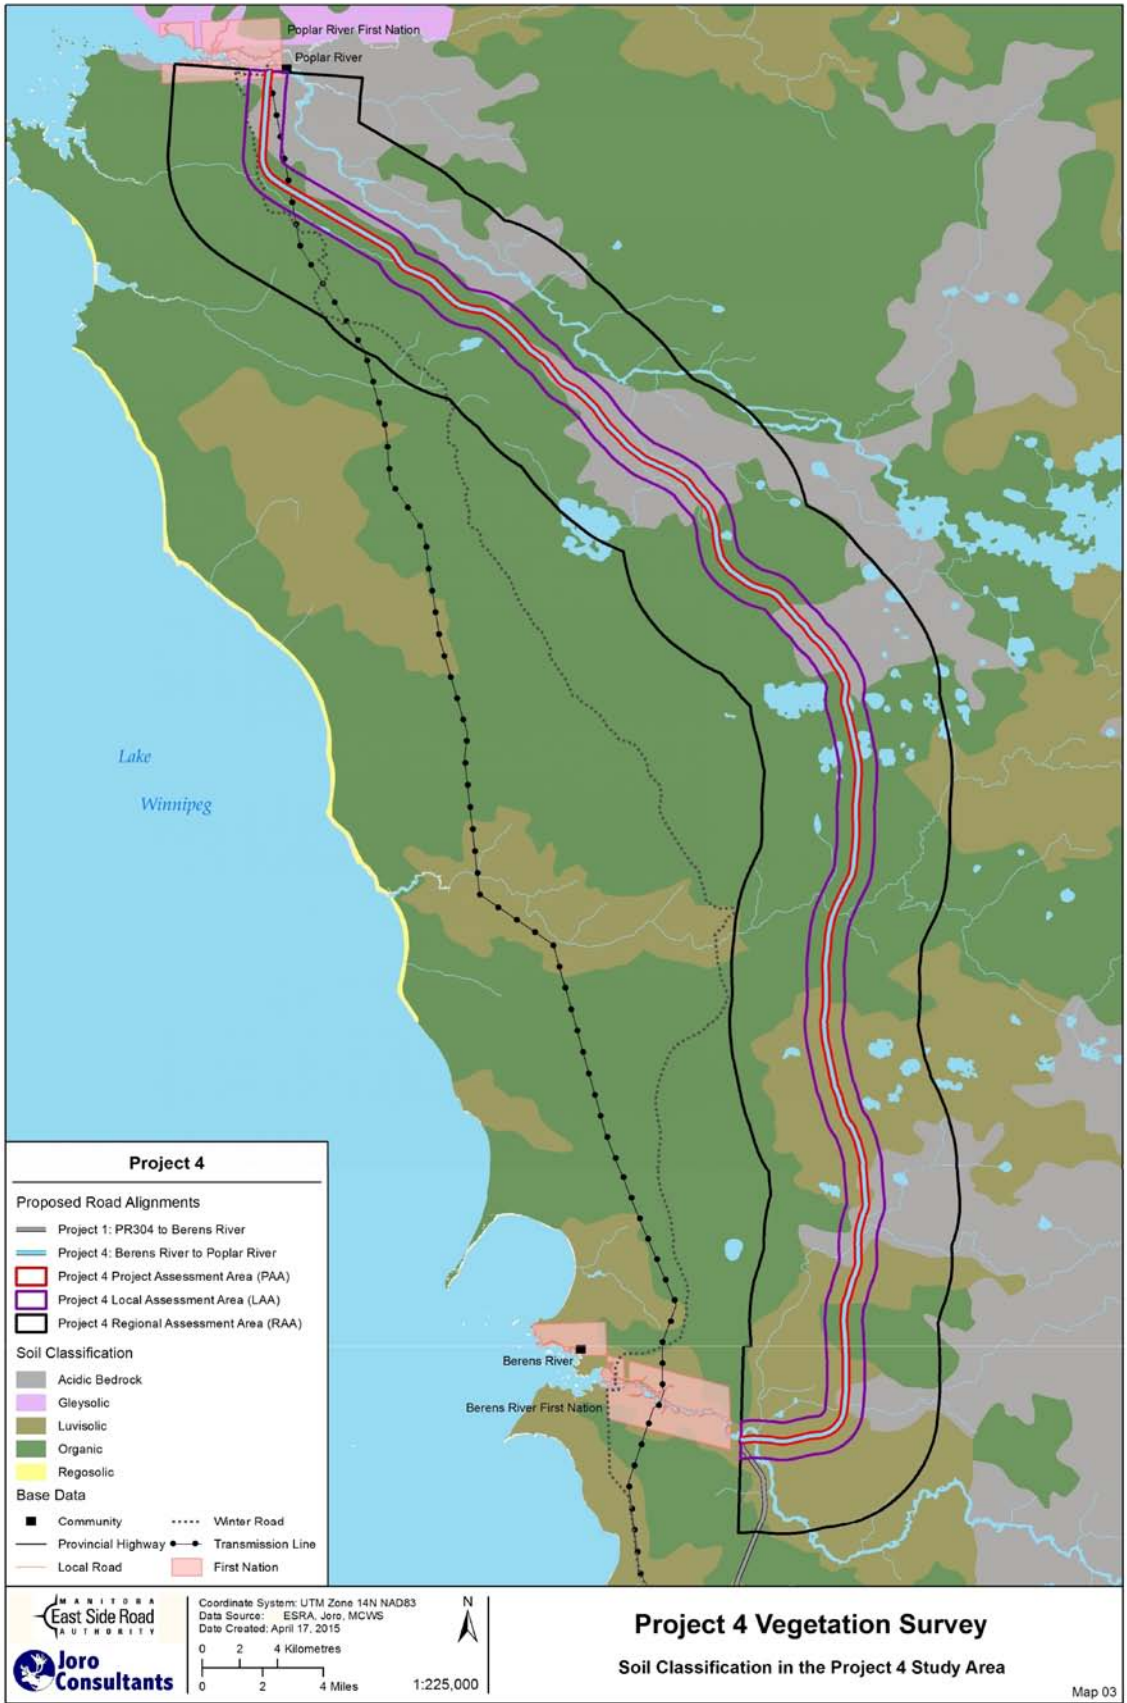 Poplar River First Nation
Poplar River
Lake
Winnipeg
Berens River
Berens River First Nation
Project 4
Proposed Road Alignments
Project 1: PR304 to Berens River
Project 4: Berens River to Poplar River
Project 4 Project Assessment Area (PAA)
Project 4 Local Assessment Area (LAA)
Project 4 Regional Assessment Area (RAA)
Soil Classification
Acidic Bedrock
Gleysolic
Luvisolic
Organic
Regosolic
Base Data
Community Winter Road
Provincial Highway Transmission Line
Local Road First Nation
MANITOBA
East Side Road
AUTHORITY
Joro
Consultants
Coordinate System: UTM Zone 14N NAD83
Data Source: ESRA, Joro, MCWS
Date Created: April 17, 2015
0 2 4 Kilometres
0 2 4 Miles
N
1:225,000
Project 4 Vegetation Survey
Soil Classification in the Project 4 Study Area
Map 03